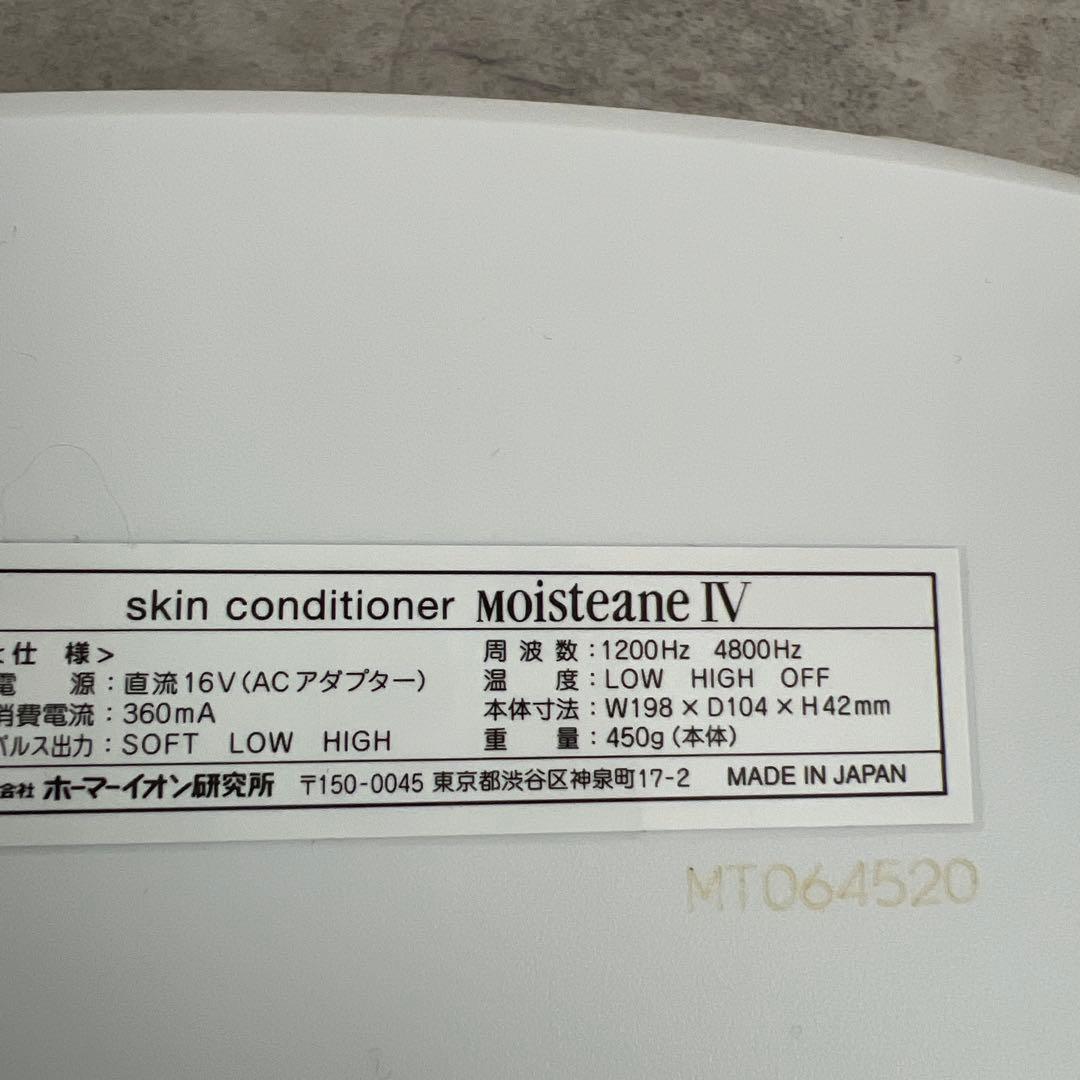 skin conditioner Moisteane IV
<仕 様>
電 源:直流16V(ACアダプター)
消費電流:360mA
パルス出力:SOFT LOW HIGH
周 波 数:1200Hz 4800Hz
温 度:LOW HIGH OFF
本体寸法:W198×D104×H42mm
重 量:450g(本体)
会社 ホーマーイオン研究所 〒150-0045 東京都渋谷区神泉町17-2 MADE IN JAPAN
MT064520